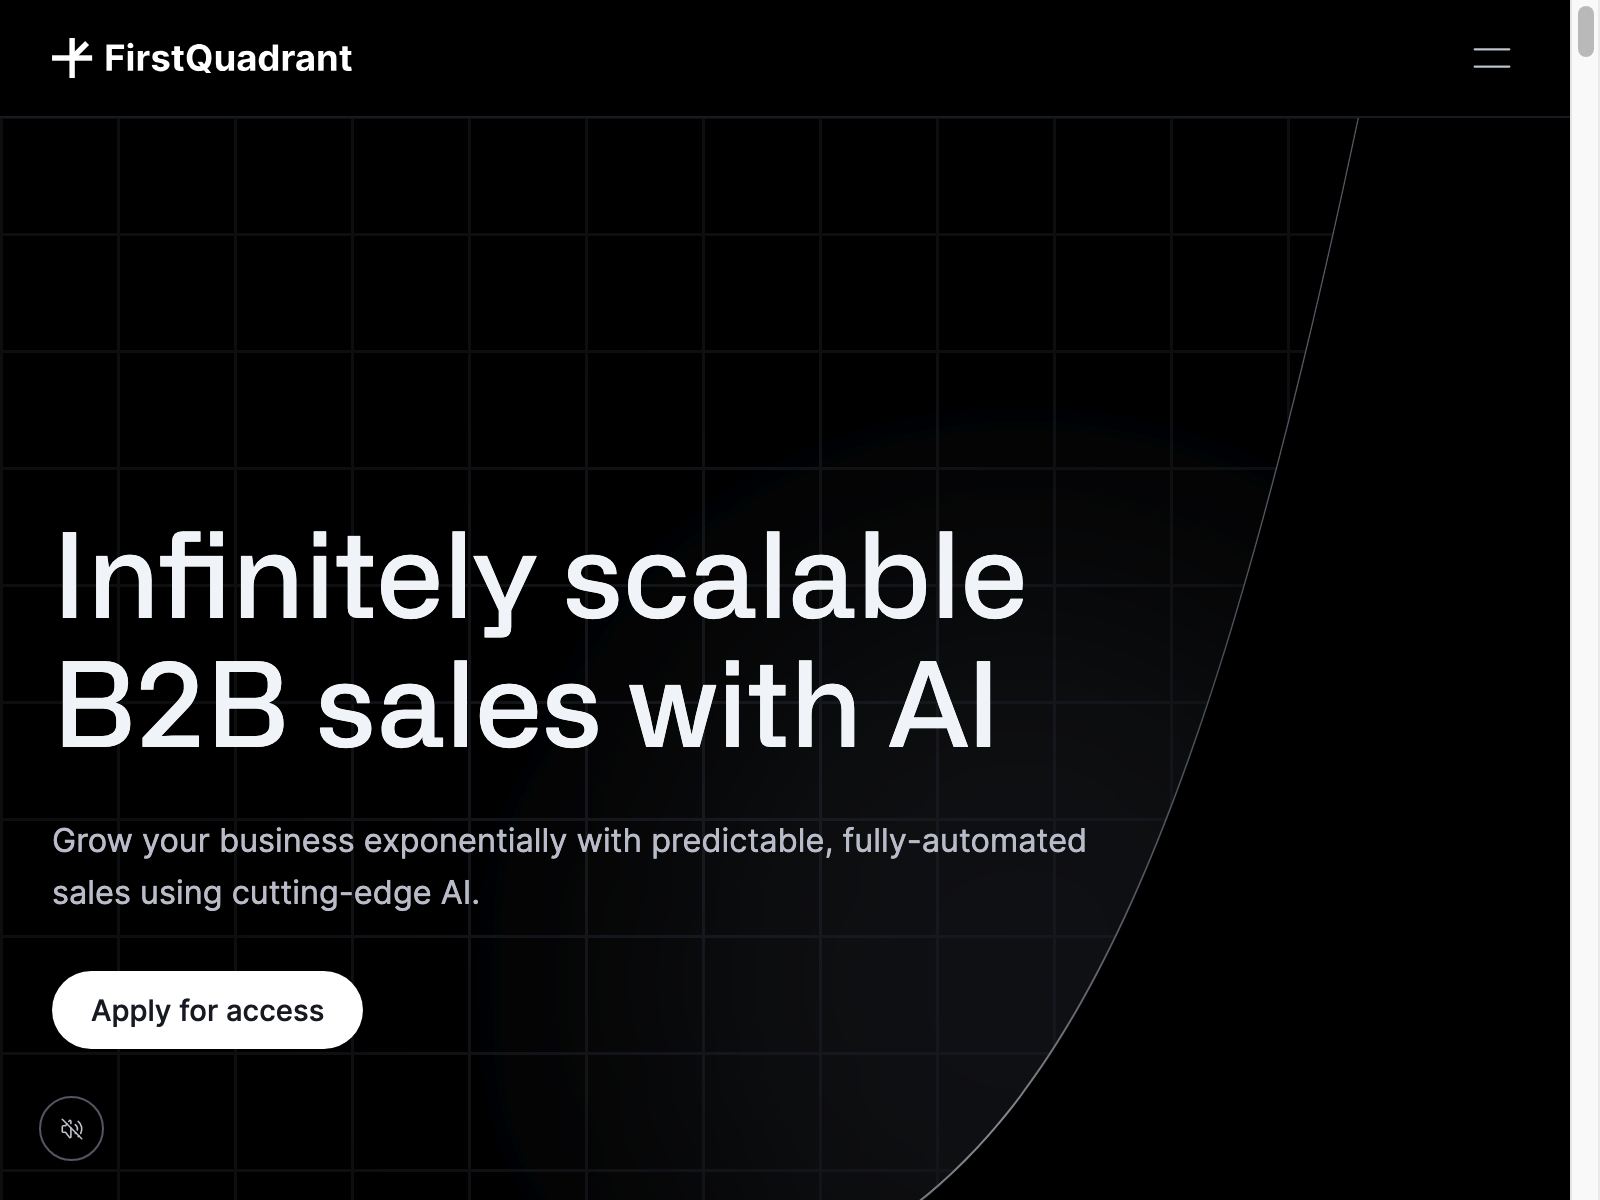 FirstQuadrant
Infinitely scalable
B2B sales with AI
Grow your business exponentially with predictable, fully-automated
sales using cutting-edge AI.
Apply for access